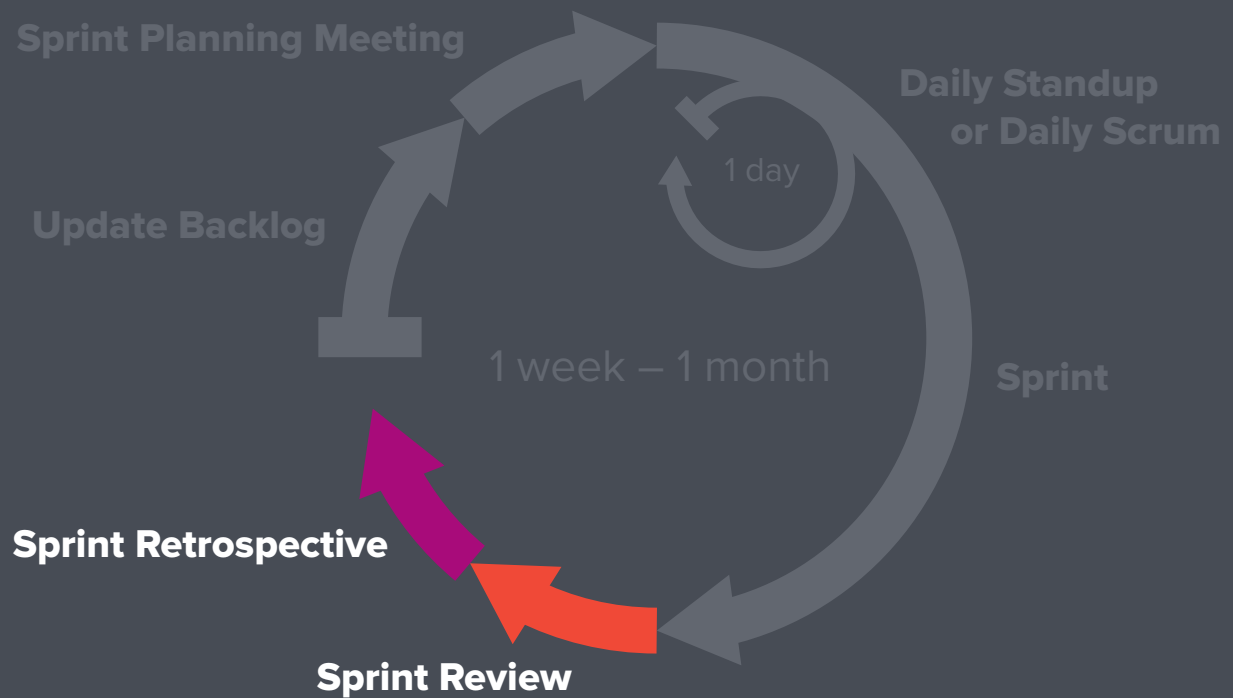 Sprint Planning Meeting
Daily Standup
or Daily Scrum
1 day
Update Backlog
1 week – 1 month
Sprint
Sprint Retrospective
Sprint Review